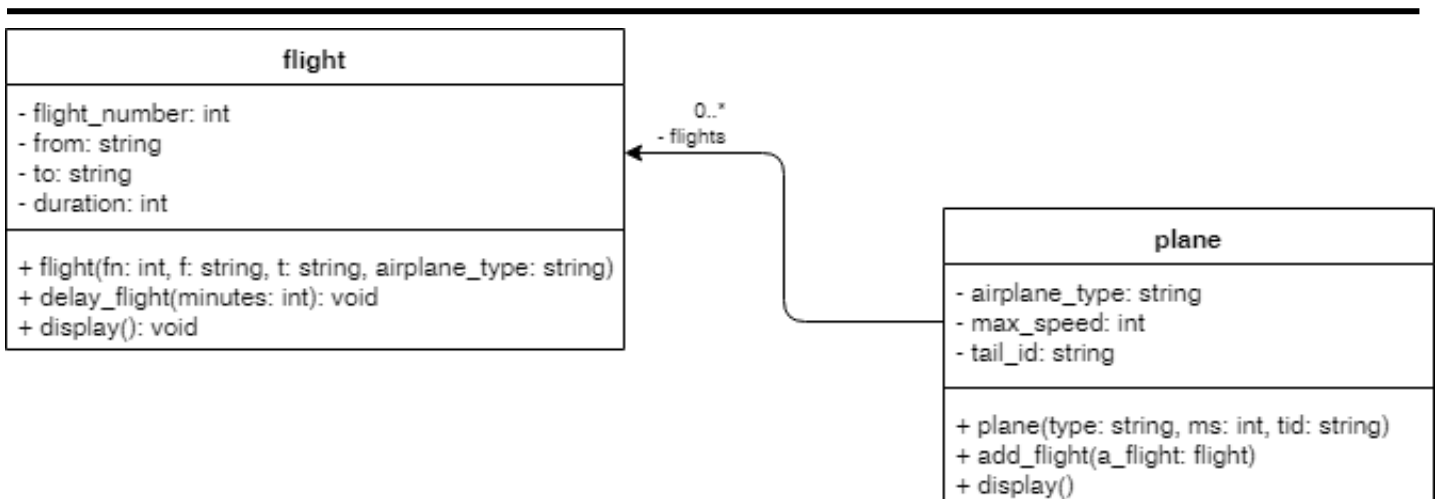 flight
- flight_number: int
- from: string
- to: string
- duration: int
+ flight(fn: int, f: string, t: string, airplane_type: string)
+ delay_flight(minutes: int): void
+ display(): void
0..*
- flights
plane
- airplane_type: string
- max_speed: int
- tail_id: string
+ plane(type: string, ms: int, tid: string)
+ add_flight(a_flight: flight)
+ display()